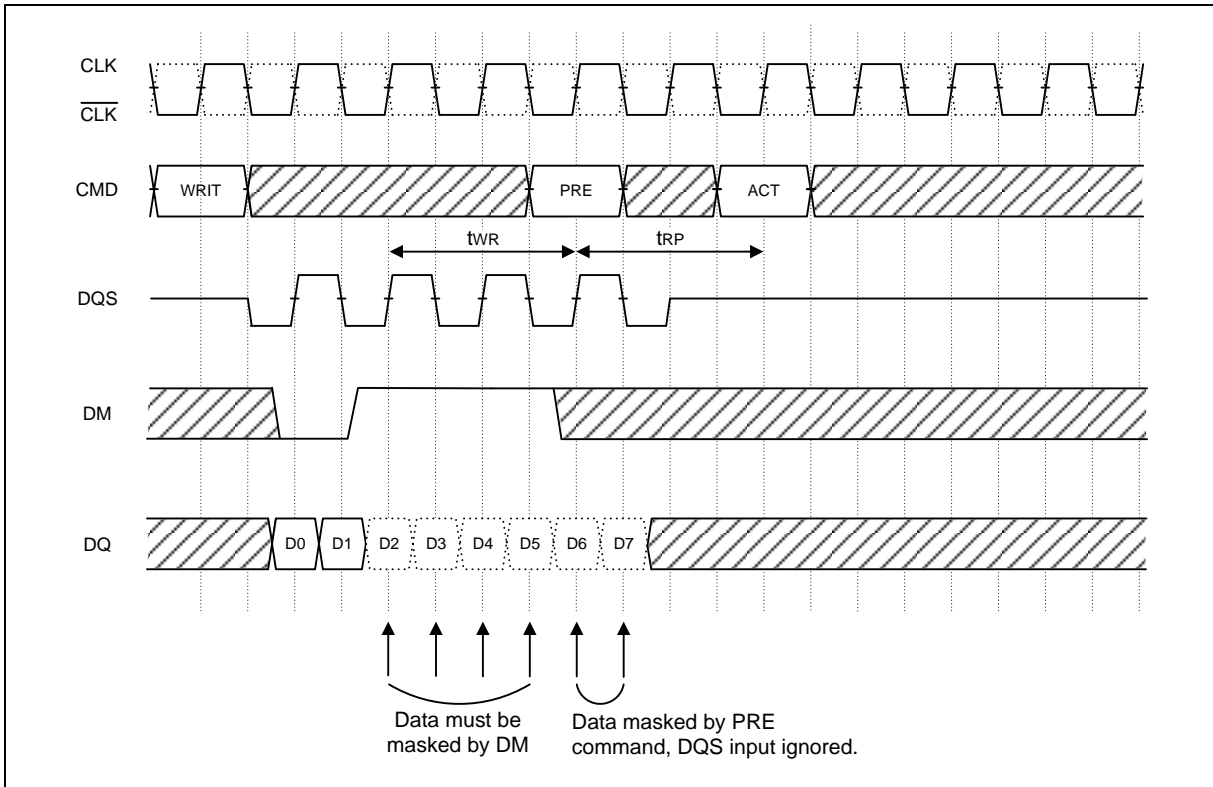 CLK
CLK
CMD WRIT PRE ACT
tWR tRP
DQS
DM
DQ D0 D1 D2 D3 D4 D5 D6 D7
Data must be
masked by DM
Data masked by PRE
command, DQS input ignored.